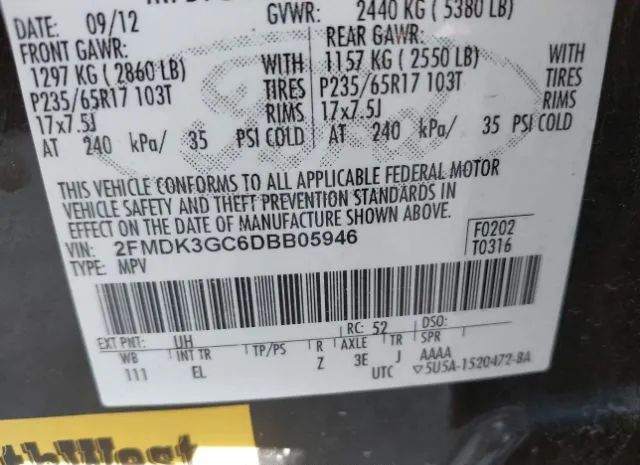 DATE: 09/12 GVWR: 2440 KG ( 5380 LB)
FRONT GAWR: REAR GAWR:
1297 KG ( 2860 LB) WITH 1157 KG ( 2550 LB) WITH
P235/65R17 103T TIRES P235/65R17 103T TIRES
17x7.5J RIMS 17x7.5J RIMS
AT 240 kPa/ 35 PSI COLD AT 240 kPa/ 35 PSI COLD
THIS VEHICLE CONFORMS TO ALL APPLICABLE FEDERAL MOTOR
VEHICLE SAFETY AND THEFT PREVENTION STANDARDS IN
EFFECT ON THE DATE OF MANUFACTURE SHOWN ABOVE.
VIN: 2FMDK3GC6DBB05946 F0202
TYPE: MPV T0316
EXT PNT: UH RC: 52 DSO:
WB INT TR TP/PS R AXLE TR SPR
111 EL Z 3E J AAAA
UTC ▽5U5A-1520472-BA
thWest